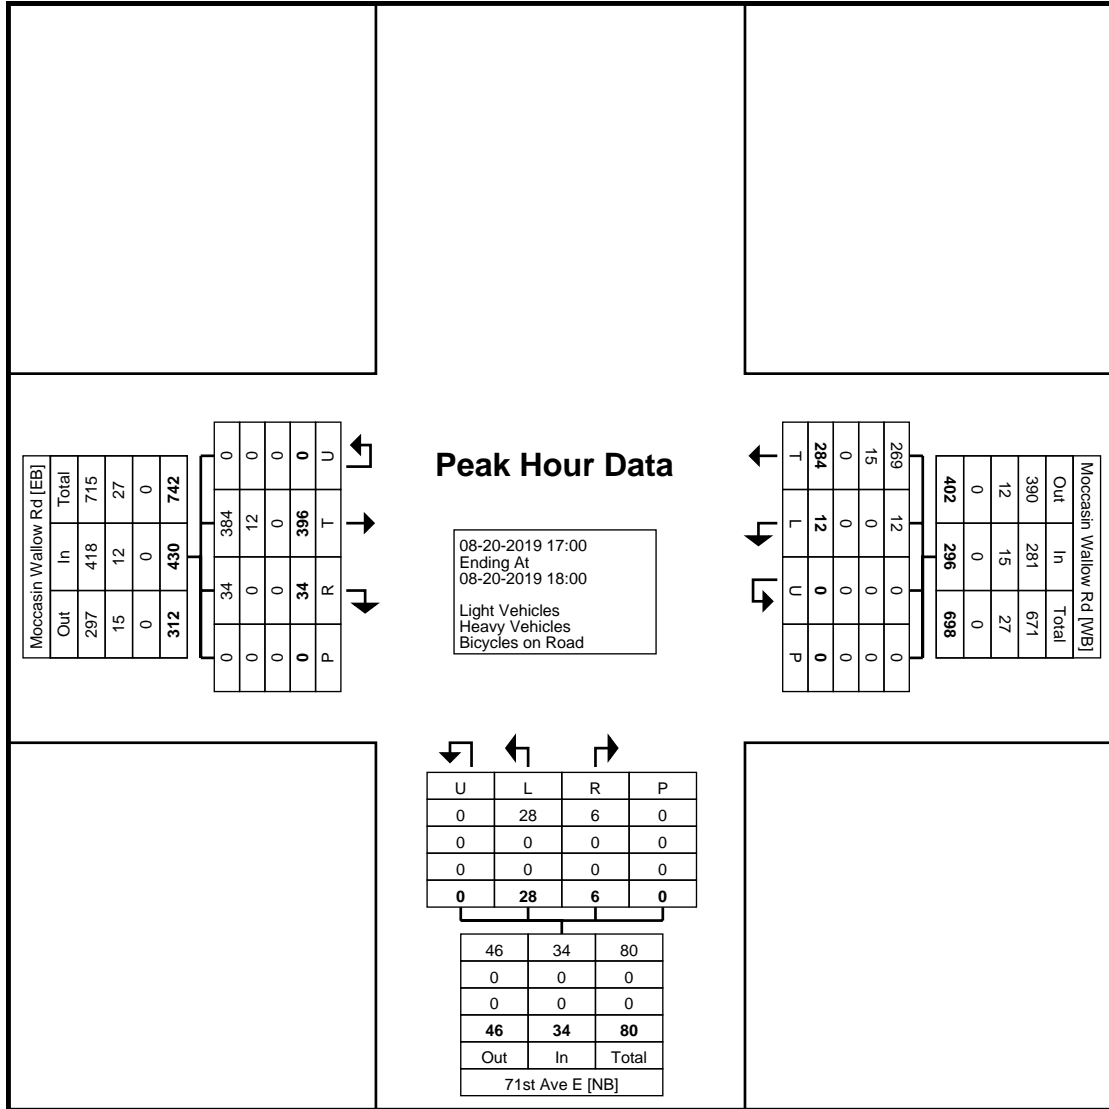 Peak Hour Data
08-20-2019 17:00
Ending At
08-20-2019 18:00
Light Vehicles
Heavy Vehicles
Bicycles on Road
Moccasin Wallow Rd [EB]
Total 715 27 0 742
In 418 12 0 430
Out 297 15 0 312
0 0 0 0 U
384 12 0 396 T
34 0 0 34 R
0 0 0 0 P
T 284 0 15 269
L 12 0 0 12
U 0 0 0 0
P 0 0 0 0
Moccasin Wallow Rd [WB]
402 0 12 390 Out
296 0 15 281 In
698 0 27 671 Total
U L R P
0 28 6 0
0 0 0 0
0 0 0 0
0 28 6 0
46 34 80
0 0 0
0 0 0
46 34 80
Out In Total
71st Ave E [NB]